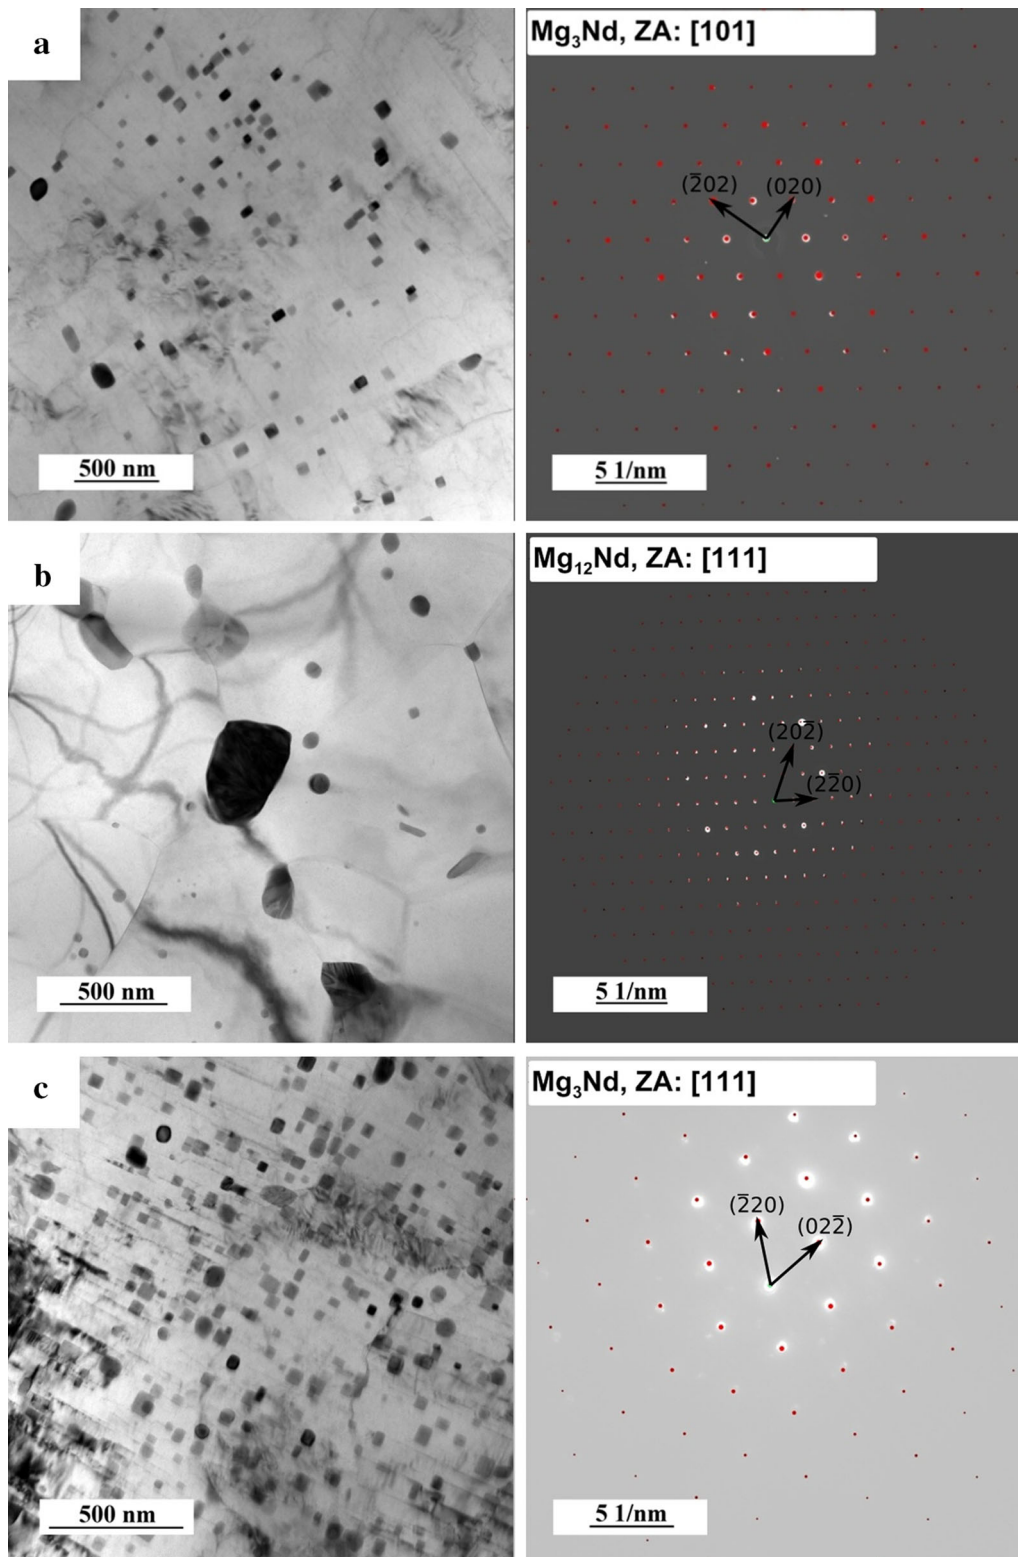 a
Mg₃Nd, ZA: [101]
(2̅02) (020)
500 nm
5 1/nm
b
Mg₁₂Nd, ZA: [111]
(202̅)
(22̅0)
500 nm
5 1/nm
c
Mg₃Nd, ZA: [111]
(2̅20)
(022̅)
500 nm
5 1/nm